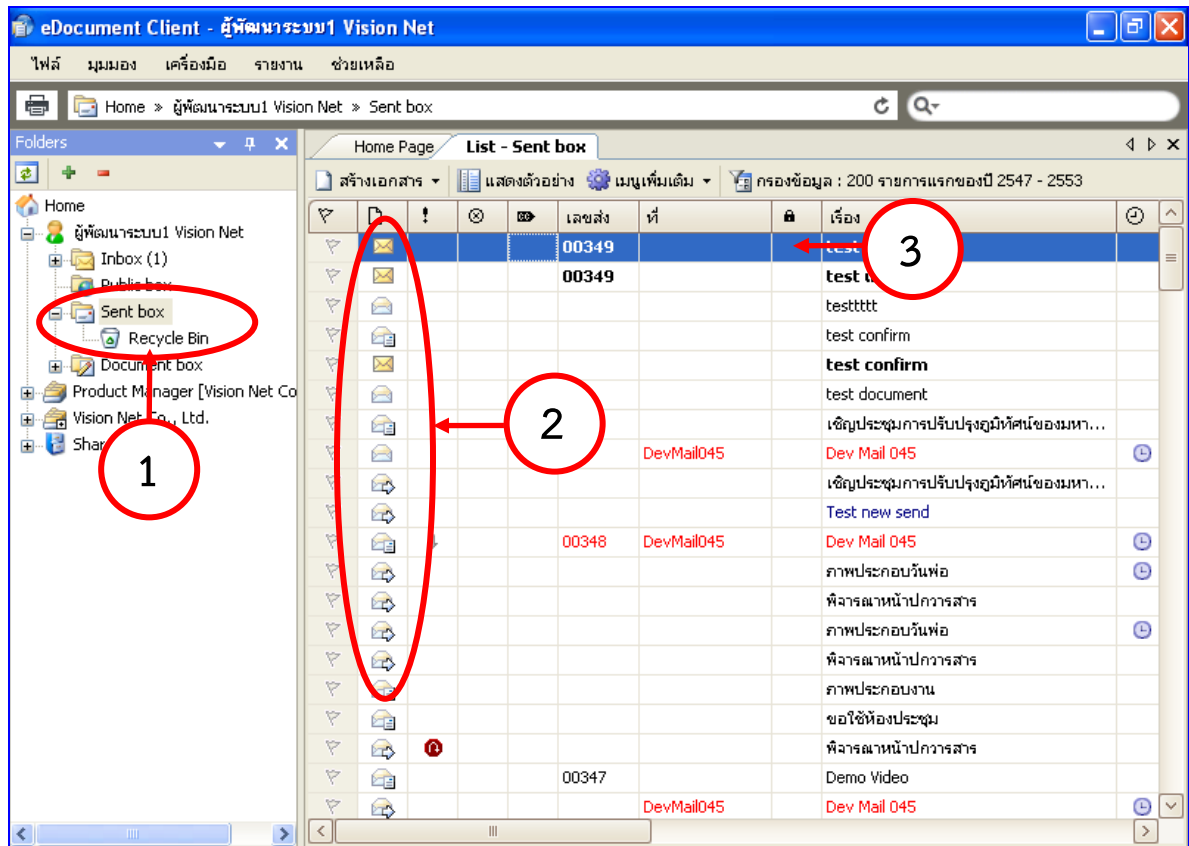 eDocument Client - ผู้พัฒนาระบบ1 Vision Net
ไฟล์ มุมมอง เครื่องมือ รายงาน ช่วยเหลือ
Home » ผู้พัฒนาระบบ1 Vision Net » Sent box
Folders
Home
ผู้พัฒนาระบบ1 Vision Net
Inbox (1)
Public box
Sent box
Recycle Bin
Document box
Product Manager [Vision Net Co
Vision Net Co., Ltd.
Shar
1
Home Page List - Sent box
สร้างเอกสาร แสดงตัวอย่าง เมนูเพิ่มเติม กรองข้อมูล : 200 รายการแรกของปี 2547 - 2553
! เลขส่ง ที่ เรื่อง
00349 test
3
00349 test
testtttt
test confirm
test confirm
test document
2
เชิญประชุมการปรับปรุงภูมิทัศน์ของมหา...
DevMail045 Dev Mail 045
เชิญประชุมการปรับปรุงภูมิทัศน์ของมหา...
Test new send
00348 DevMail045 Dev Mail 045
ภาพประกอบวันพ่อ
พิจารณาหน้าปกวารสาร
ภาพประกอบวันพ่อ
พิจารณาหน้าปกวารสาร
ภาพประกอบงาน
ขอใช้ห้องประชุม
พิจารณาหน้าปกวารสาร
00347 Demo Video
DevMail045 Dev Mail 045